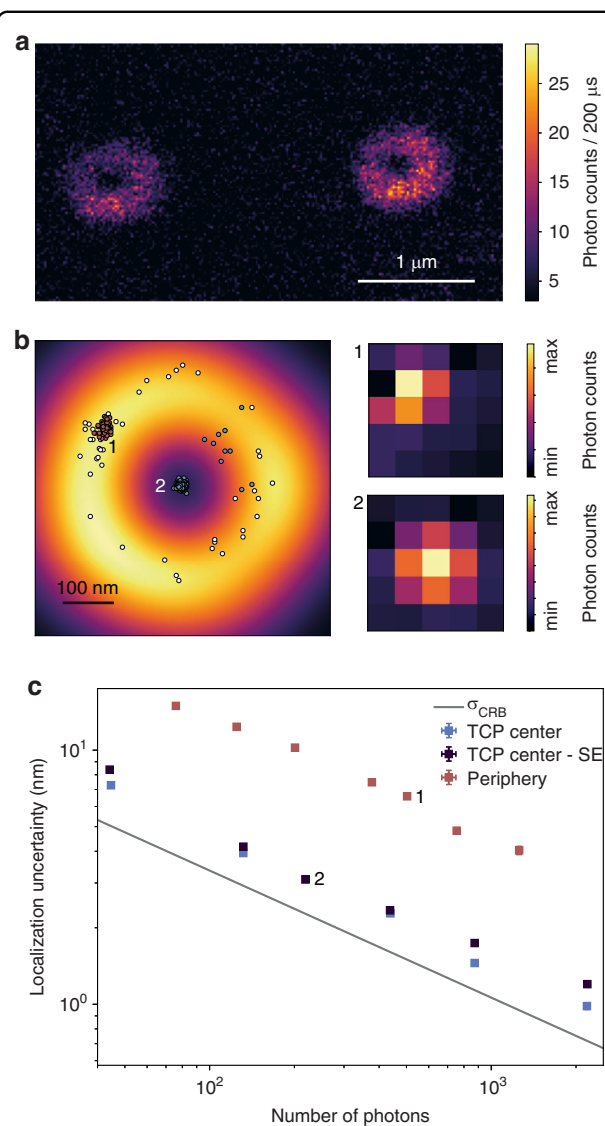 a
1 μm
25
20
15
10
5
Photon counts / 200 μs
b
1
2
100 nm
1
max
min
Photon counts
2
max
min
Photon counts
c
σCRB
TCP center
TCP center - SE
Periphery
1
2
10¹
10⁰
Localization uncertainty (nm)
10²
10³
Number of photons